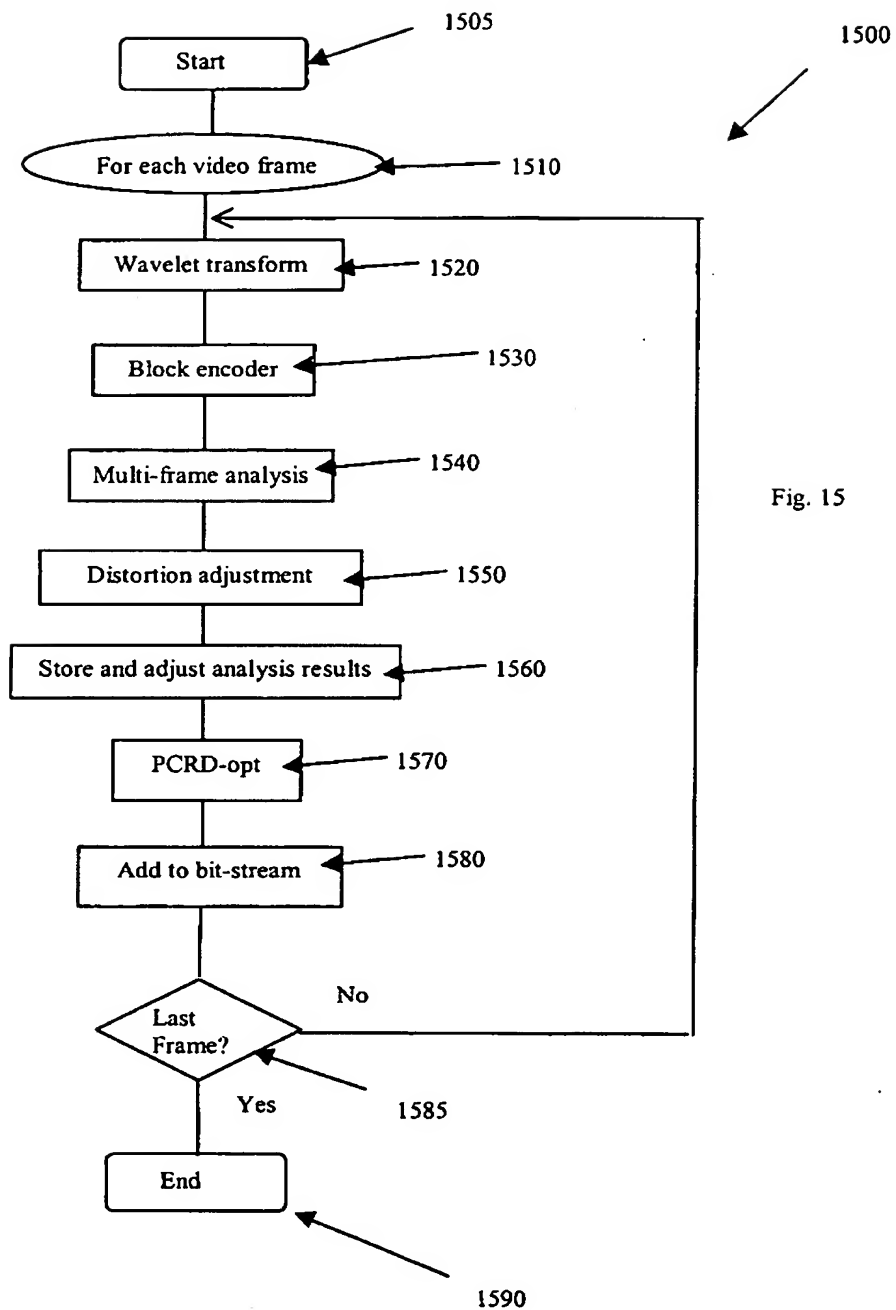 1505
1500
Start
For each video frame
1510
Wavelet transform
1520
Block encoder
1530
Multi-frame analysis
1540
Fig. 15
Distortion adjustment
1550
Store and adjust analysis results
1560
PCRD-opt
1570
Add to bit-stream
1580
No
Last
Frame?
Yes
1585
End
1590